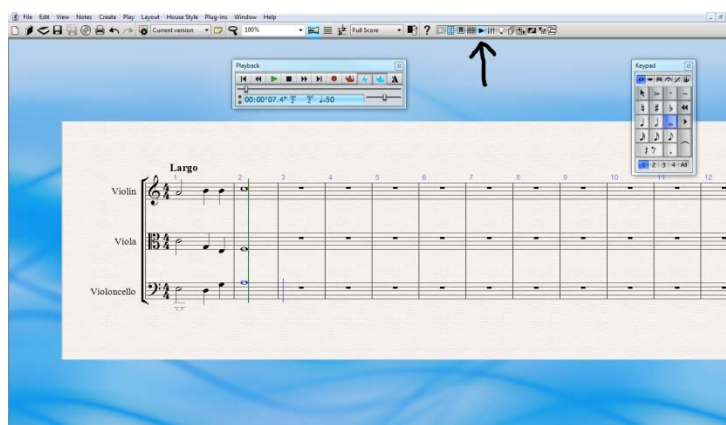 File Edit View Notes Create Play Layout House Style Plug-ins Window Help
Current version 100% Full Score ?
Playback
A
00:00'07.4" ♩=50
Keypad
1 2 3 4 All
Largo
1 2 3 4 5 6 7 8 9 10 11 12
Violin
Viola
Violoncello